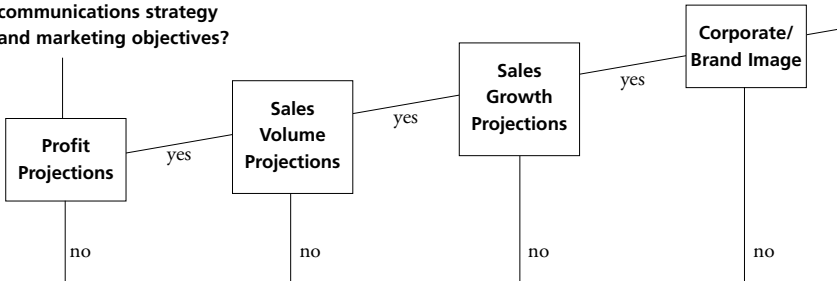 communications strategy
and marketing objectives?
Profit
Projections
yes
Sales
Volume
Projections
yes
Sales
Growth
Projections
yes
Corporate/
Brand Image
no
no
no
no